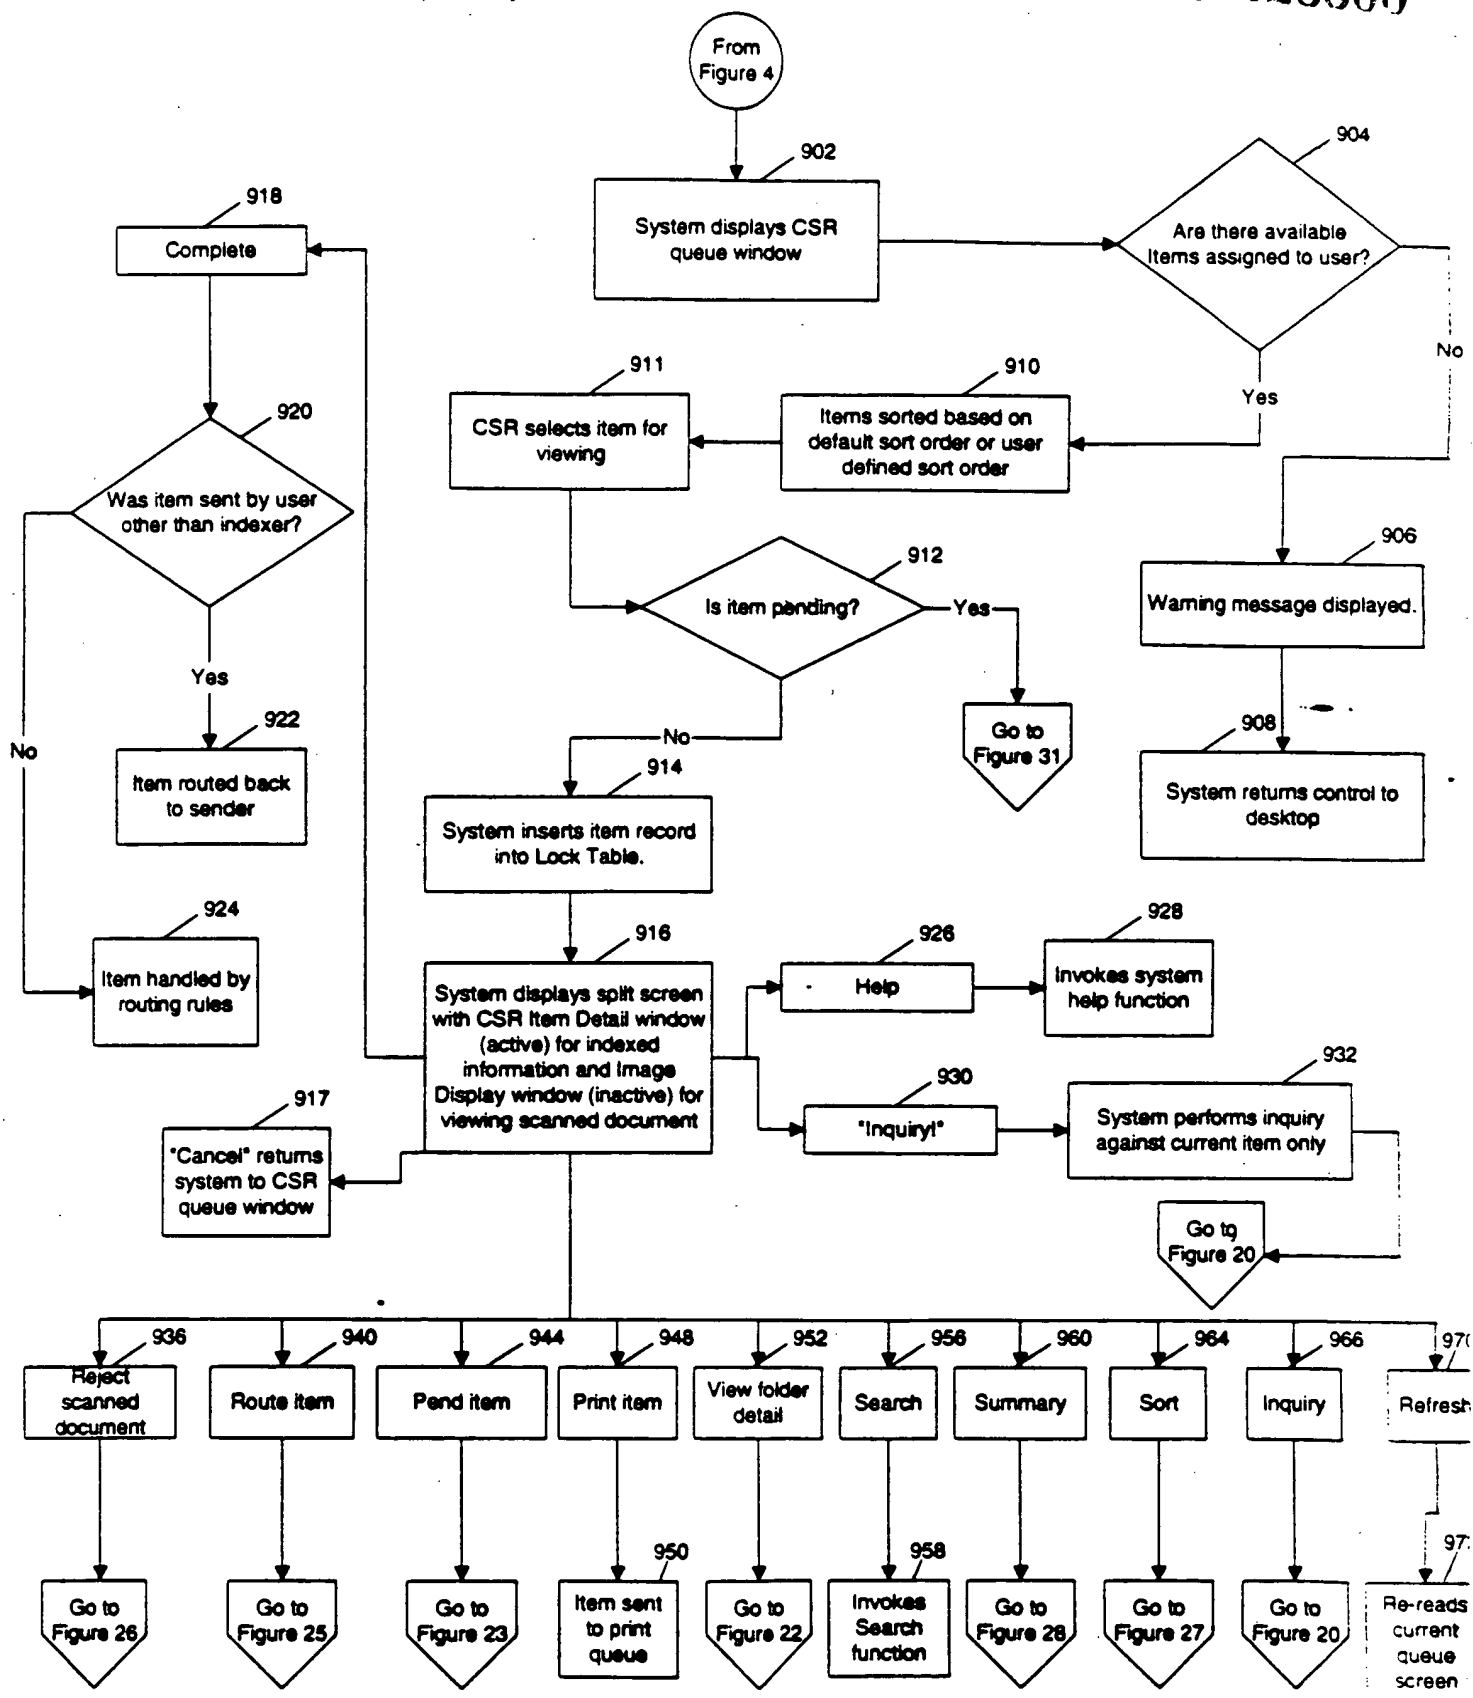 From
Figure 4
902
904
System displays CSR
queue window
Are there available
Items assigned to user?
918
Complete
No
Yes
911
910
CSR selects item for
viewing
Items sorted based on
default sort order or user
defined sort order
920
Was item sent by user
other than indexer?
906
Warning message displayed.
912
Is item pending?
Yes
Yes
922
No
Item routed back
to sender
No
914
Go to
Figure 31
908
System returns control to
desktop
System inserts item record
into Lock Table.
924
Item handled by
routing rules
916
System displays split screen
with CSR Item Detail window
(active) for indexed
information and Image
Display window (inactive) for
viewing scanned document
926
Help
928
Invokes system
help function
930
"Inquiry!"
932
System performs inquiry
against current item only
917
"Cancel" returns
system to CSR
queue window
Go to
Figure 20
936
940
944
948
952
956
960
964
966
Reject
scanned
document
Route item
Pend item
Print item
View folder
detail
Search
Summary
Sort
Inquiry
Refresh
950
958
Go to
Figure 26
Go to
Figure 25
Go to
Figure 23
Item sent
to print
queue
Go to
Figure 22
Invokes
Search
function
Go to
Figure 28
Go to
Figure 27
Go to
Figure 20
Re-reads
current
queue
screen